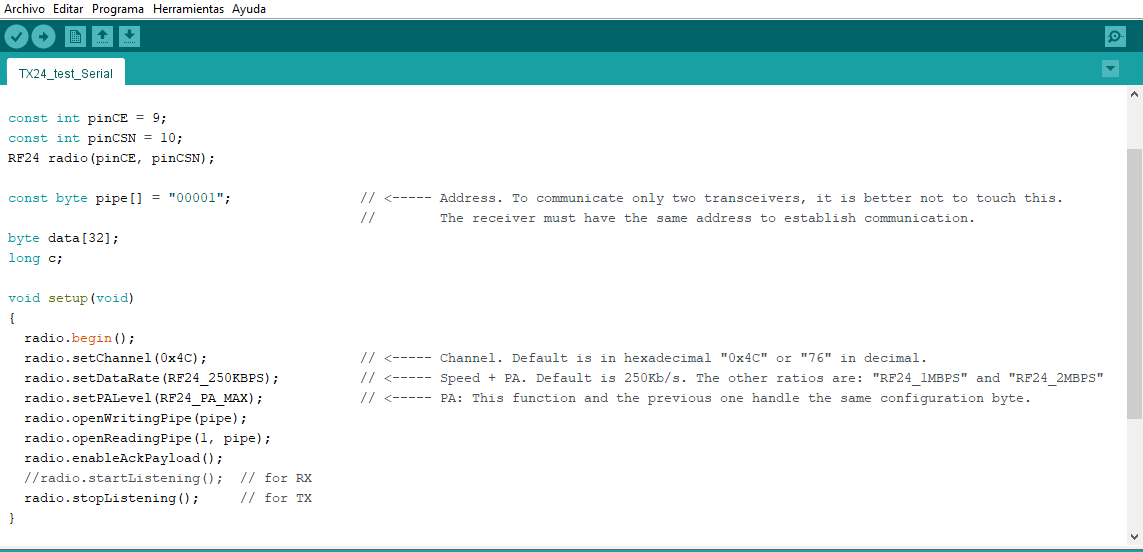 Archivo Editar Programa Herramientas Ayuda
TX24_test_Serial
const int pinCE = 9;
const int pinCSN = 10;
RF24 radio(pinCE, pinCSN);
const byte pipe[] = "00001"; // <----- Address. To communicate only two transceivers, it is better not to touch this.
// The receiver must have the same address to establish communication.
byte data[32];
long c;
void setup(void)
{
radio.begin();
radio.setChannel(0x4C); // <----- Channel. Default is in hexadecimal "0x4C" or "76" in decimal.
radio.setDataRate(RF24_250KBPS); // <----- Speed + PA. Default is 250Kb/s. The other ratios are: "RF24_1MBPS" and "RF24_2MBPS"
radio.setPALevel(RF24_PA_MAX); // <----- PA: This function and the previous one handle the same configuration byte.
radio.openWritingPipe(pipe);
radio.openReadingPipe(1, pipe);
radio.enableAckPayload();
//radio.startListening(); // for RX
radio.stopListening(); // for TX
}